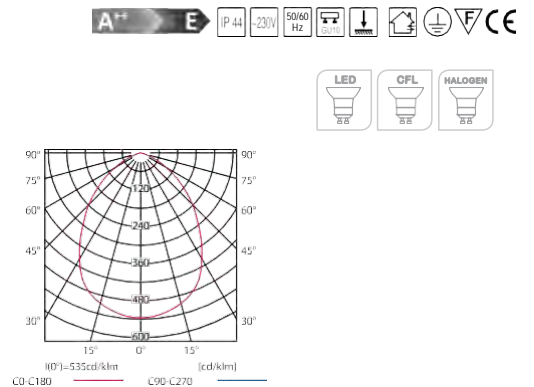 A++ E IP 44 ~230V 50/60 Hz GU10 F CE
LED CFL HALOGEN
90° 90°
75° 120 75°
60° 240 60°
45° 360 45°
480
30° 600 30°
15° 0° 15°
I(0°)=535cd/klm [cd/klm]
C0-C180 C90-C270